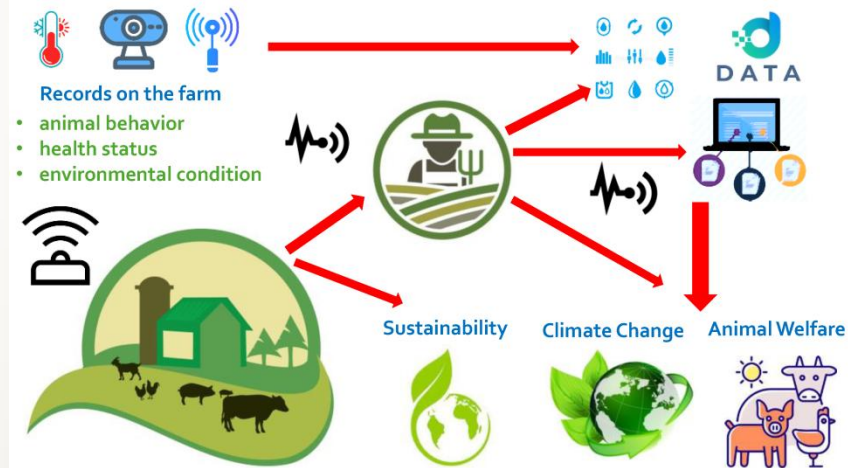 DATA
Records on the farm
• animal behavior
• health status
• environmental condition
Sustainability
Climate Change
Animal Welfare